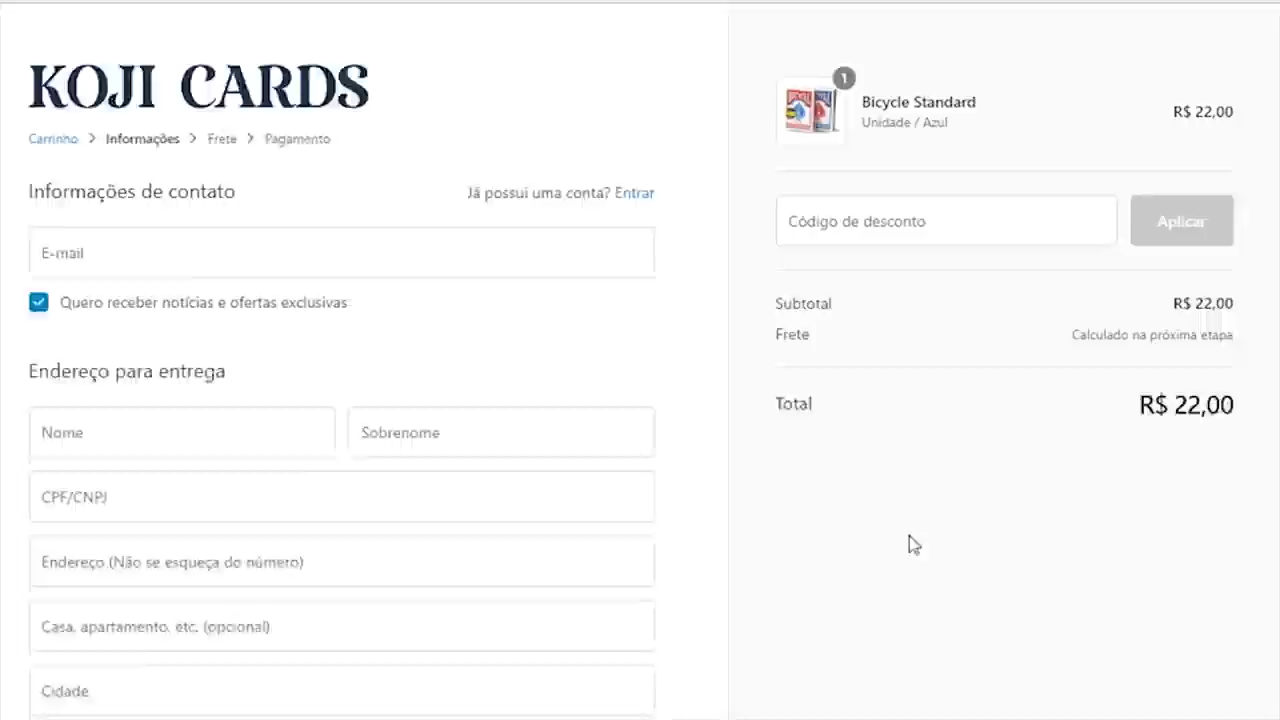 KOJI CARDS
Carrinho > Informações > Frete > Pagamento
Informações de contato
Já possui uma conta? Entrar
E-mail
Quero receber notícias e ofertas exclusivas
Endereço para entrega
Nome
Sobrenome
CPF/CNPJ
Endereço (Não se esqueça do número)
Casa, apartamento, etc. (opcional)
Cidade
1
Bicycle Standard
Unidade / Azul
R$ 22,00
Código de desconto
Aplicar
Subtotal
R$ 22,00
Frete
Calculado na próxima etapa
Total
R$ 22,00